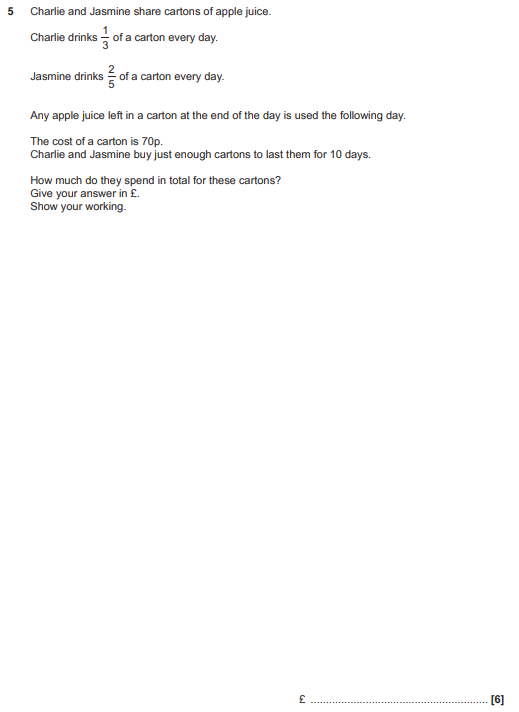 5 Charlie and Jasmine share cartons of apple juice.
Charlie drinks 1/3 of a carton every day.
Jasmine drinks 2/5 of a carton every day.
Any apple juice left in a carton at the end of the day is used the following day.
The cost of a carton is 70p.
Charlie and Jasmine buy just enough cartons to last them for 10 days.
How much do they spend in total for these cartons?
Give your answer in £.
Show your working.
£ ............................................................ [6]